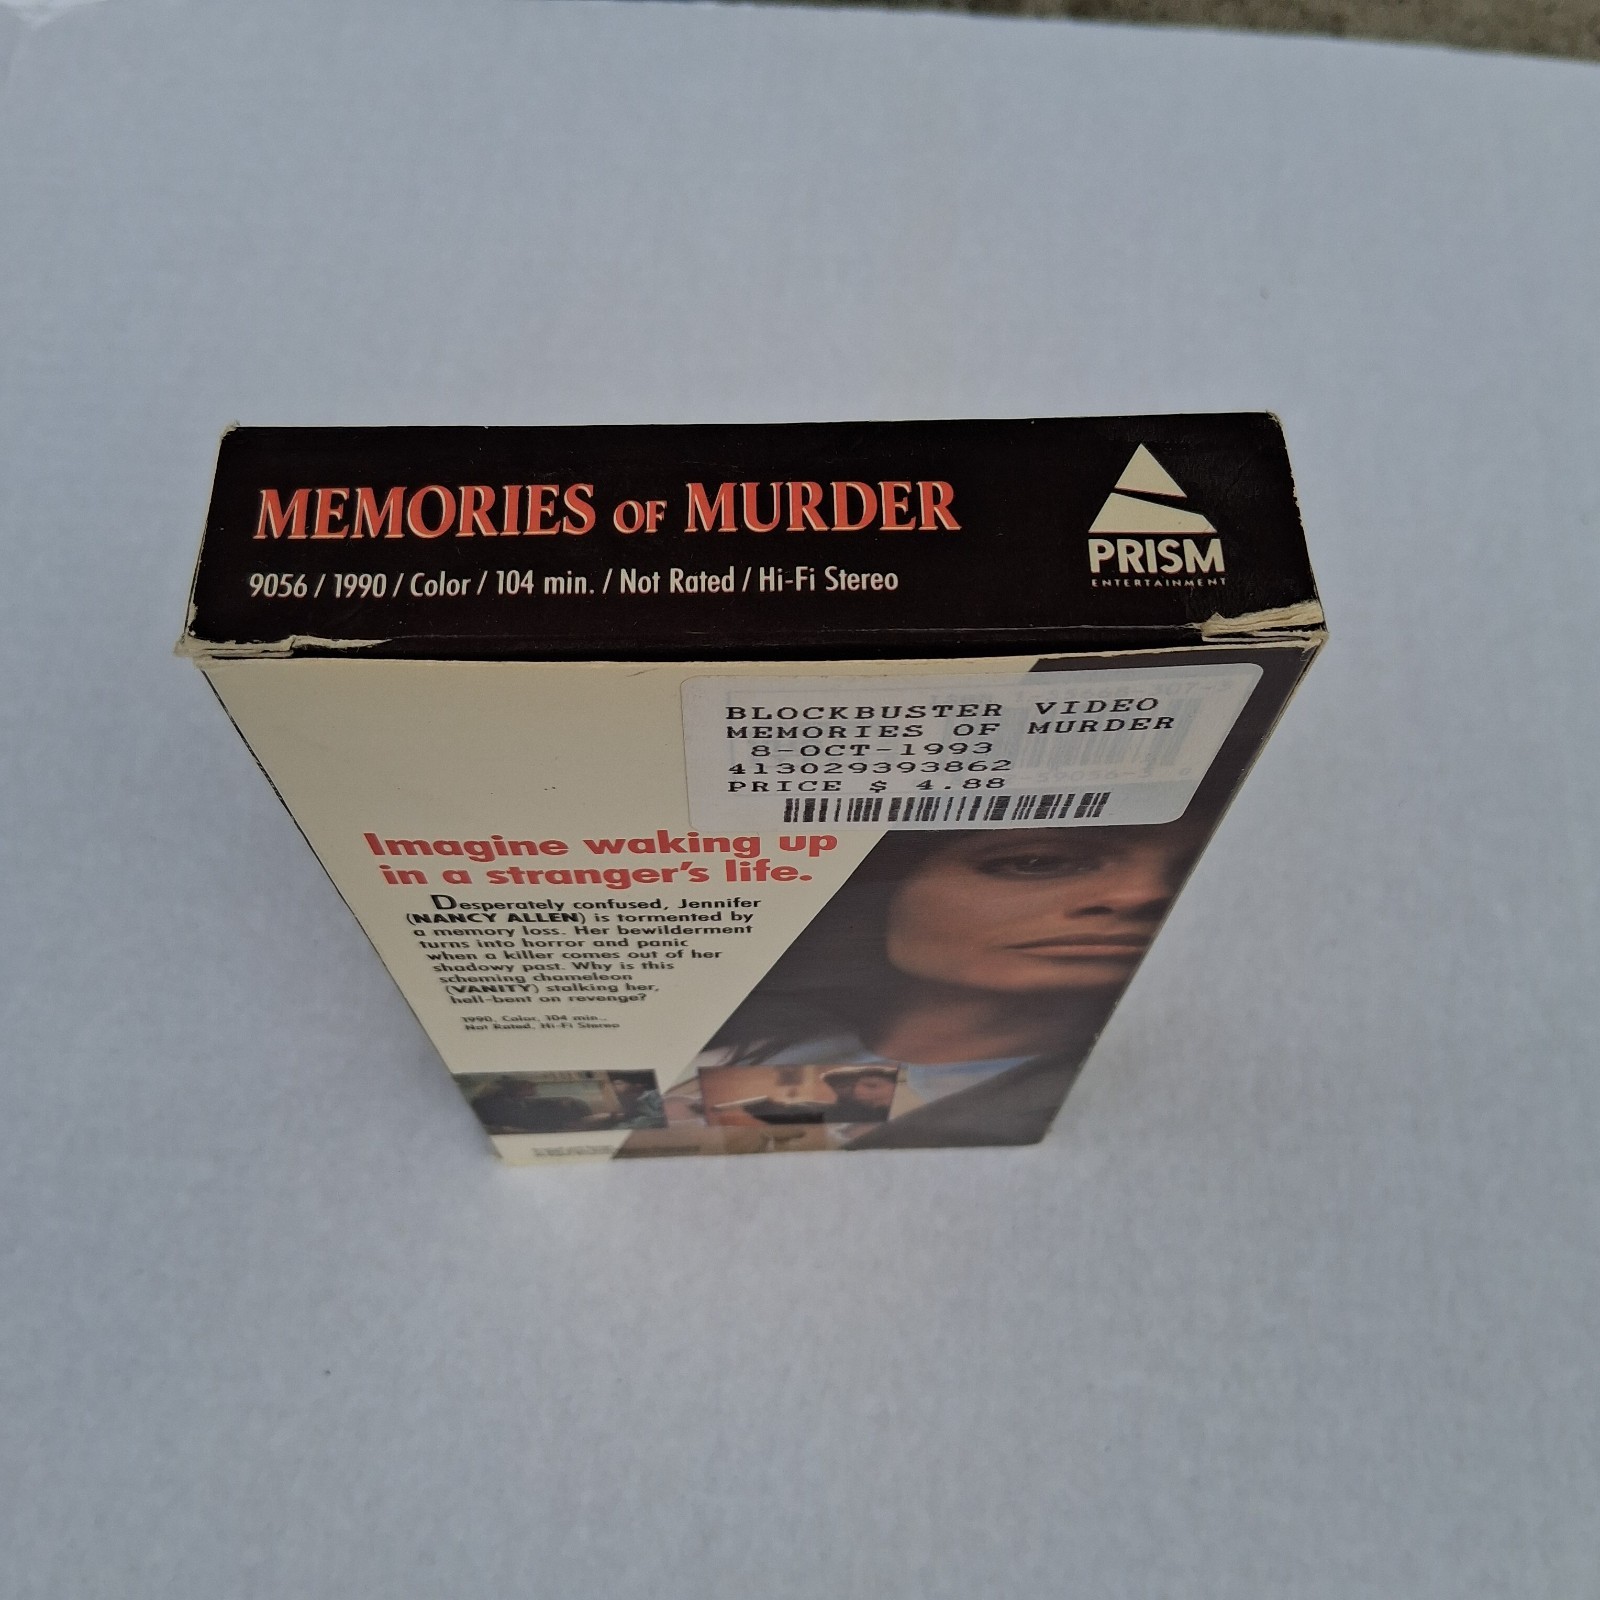 MEMORIES OF MURDER
9056 / 1990 / Color / 104 min. / Not Rated / Hi-Fi Stereo
PRISM
ENTERTAINMENT
BLOCKBUSTER VIDEO
MEMORIES OF MURDER
8-OCT-1993
413029393862
PRICE $ 4.88
Imagine waking up
in a stranger's life.
Desperately confused, Jennifer
(NANCY ALLEN) is tormented by
a memory loss. Her bewilderment
turns into horror and panic
when a killer comes out of her
shadowy past. Why is this
scheming chameleon
(VANITY) stalking her,
hell-bent on revenge?
1990, Color, 104 min.,
Not Rated, Hi-Fi Stereo